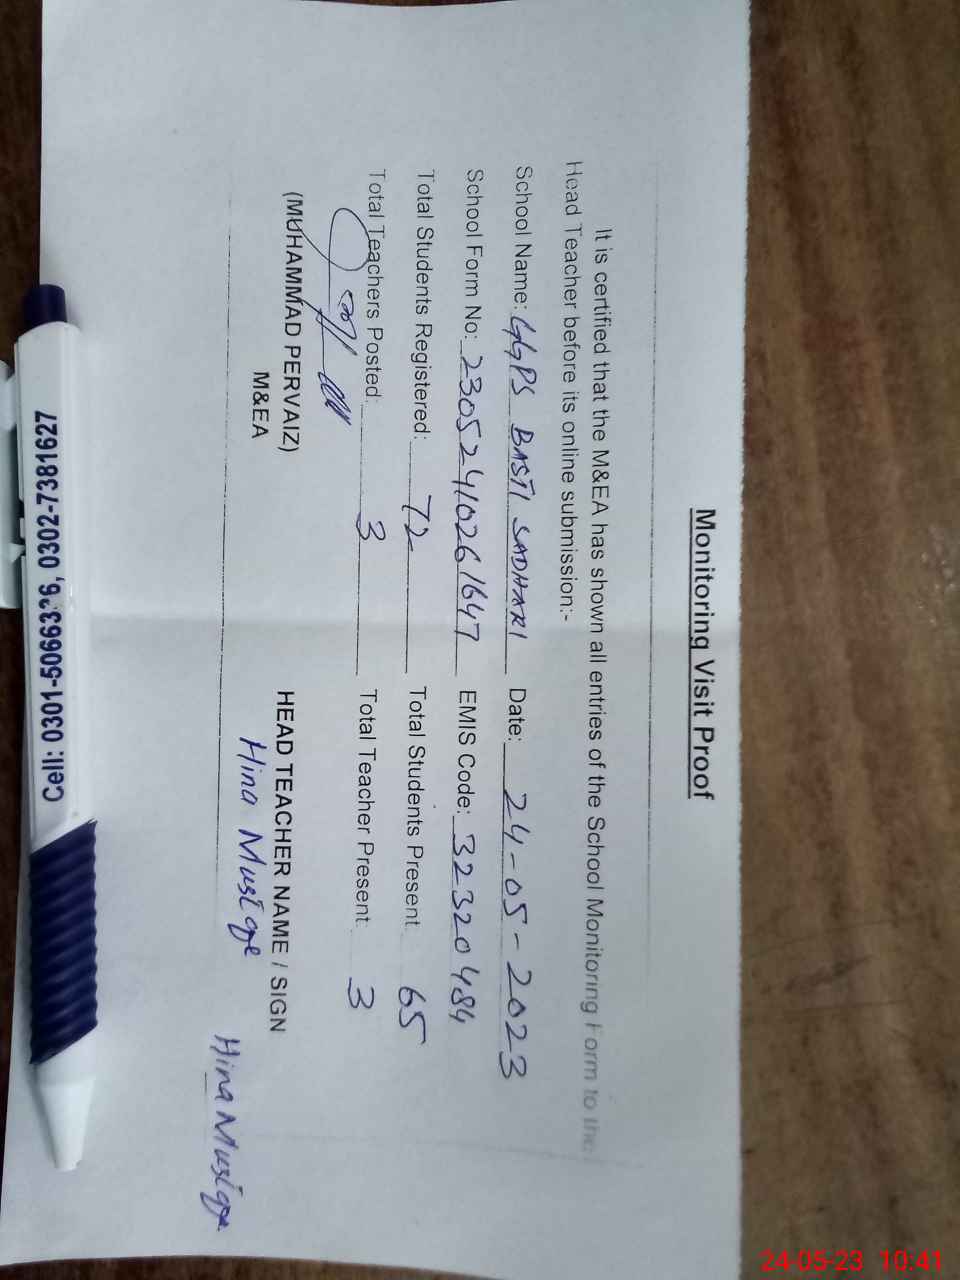 Monitoring Visit Proof
It is certified that the M&EA has shown all entries of the School Monitoring Form to the
Head Teacher before its online submission:-
School Name: GGPS BASTI SADHARI Date: 24-05-2023
School Form No: 23052410261647 EMIS Code: 32320484
Total Students Registered: 72 Total Students Present 65
Total Teachers Posted: 3 Total Teacher Present 3
(MUHAMMAD PERVAIZ) HEAD TEACHER NAME / SIGN
M&EA Hina
Hina
Cell: 0301-5066336, 0302-7381627
24-05-23 10:41